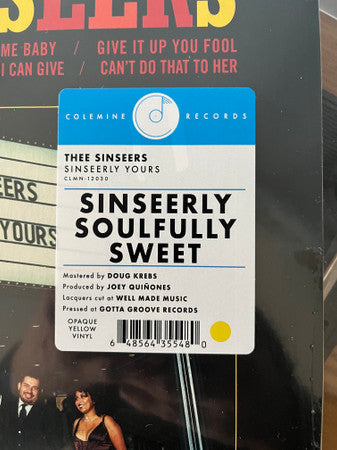 SEERS
ME BABY / GIVE IT UP YOU FOOL
I CAN GIVE / CAN'T DO THAT TO HER
COLEMINE RECORDS
THEE SINSEERS
SINSEERLY YOURS
CLMN-12030
SINSEERLY
SOULFULLY
SWEET
Mastered by DOUG KREBS
Produced by JOEY QUIÑONES
Lacquers cut at WELL MADE MUSIC
Pressed at GOTTA GROOVE RECORDS
OPAQUE
YELLOW
VINYL
6 48564 35548 0
EERS
YOURS